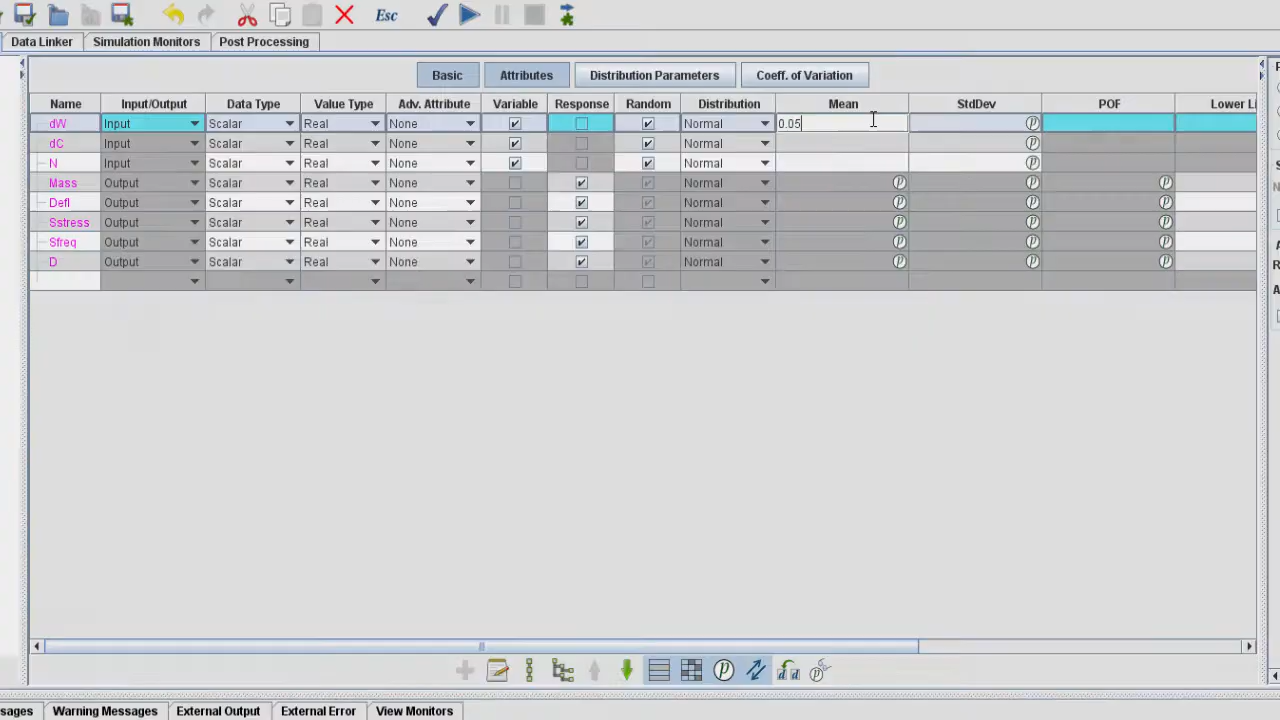 Esc
Data Linker Simulation Monitors Post Processing
Basic Attributes Distribution Parameters Coeff. of Variation
Name Input/Output Data Type Value Type Adv. Attribute Variable Response Random Distribution Mean StdDev POF Lower Li
dW Input Scalar Real None Normal 0.05 p
dC Input Scalar Real None Normal p
N Input Scalar Real None Normal p
Mass Output Scalar Real None Normal p p p
Defl Output Scalar Real None Normal p p p
Sstress Output Scalar Real None Normal p p p
Sfreq Output Scalar Real None Normal p p p
D Output Scalar Real None Normal p p p
p d d p
ssages Warning Messages External Output External Error View Monitors